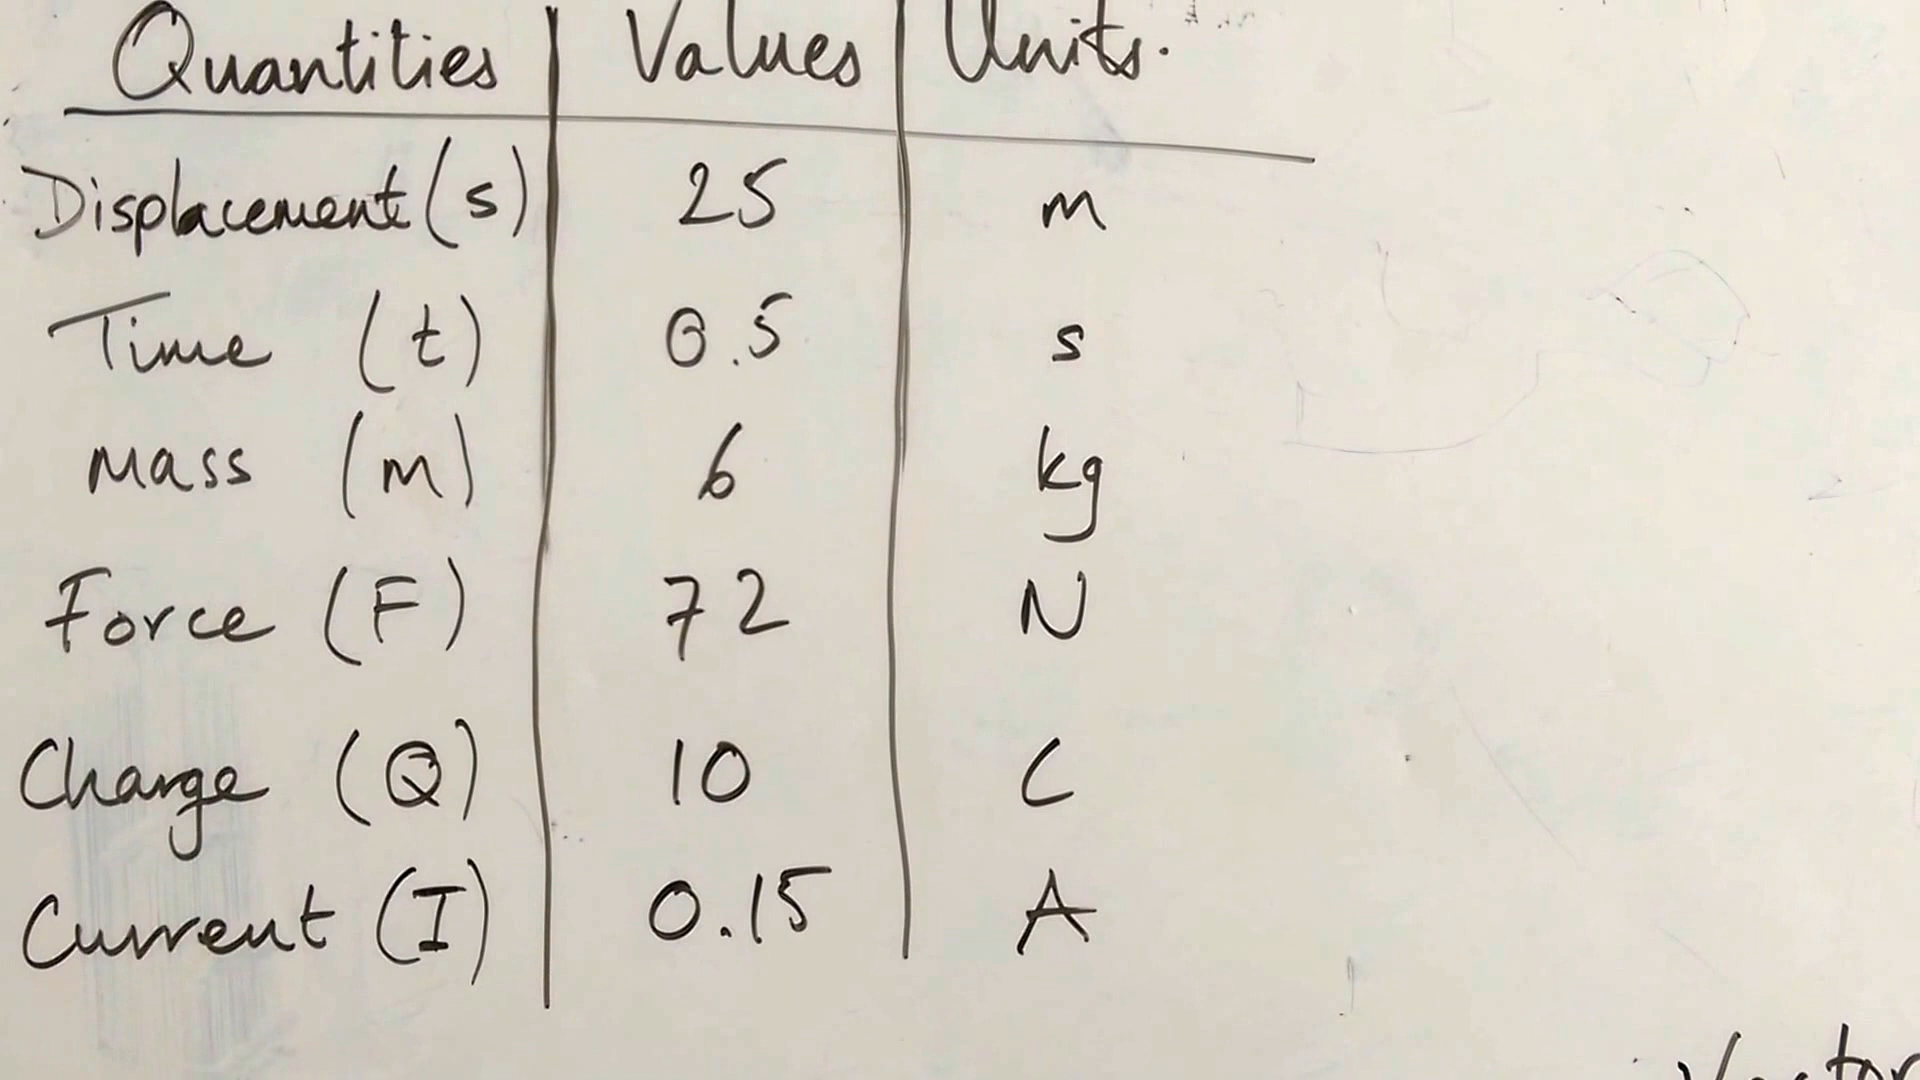 Quantities Values Units.
Displacement (s) 25 m
Time (t) 0.5 s
Mass (m) 6 kg
Force (F) 72 N
Charge (Q) 10 C
Current (I) 0.15 A